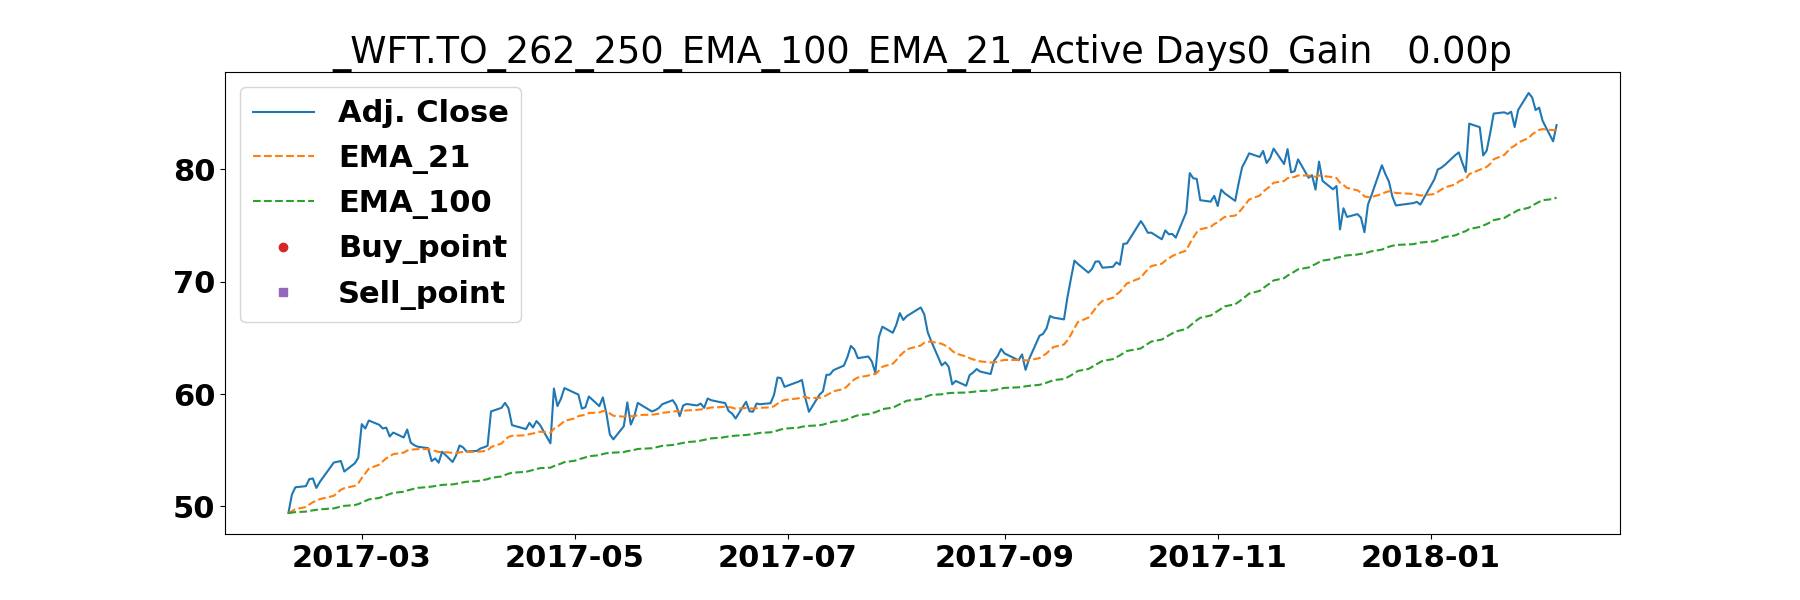 _WFT.TO_262_250_EMA_100_EMA_21_Active Days0_Gain   0.00p
Adj. Close
EMA_21
EMA_100
Buy_point
Sell_point
80
70
60
50
2017-03 2017-05 2017-07 2017-09 2017-11 2018-01